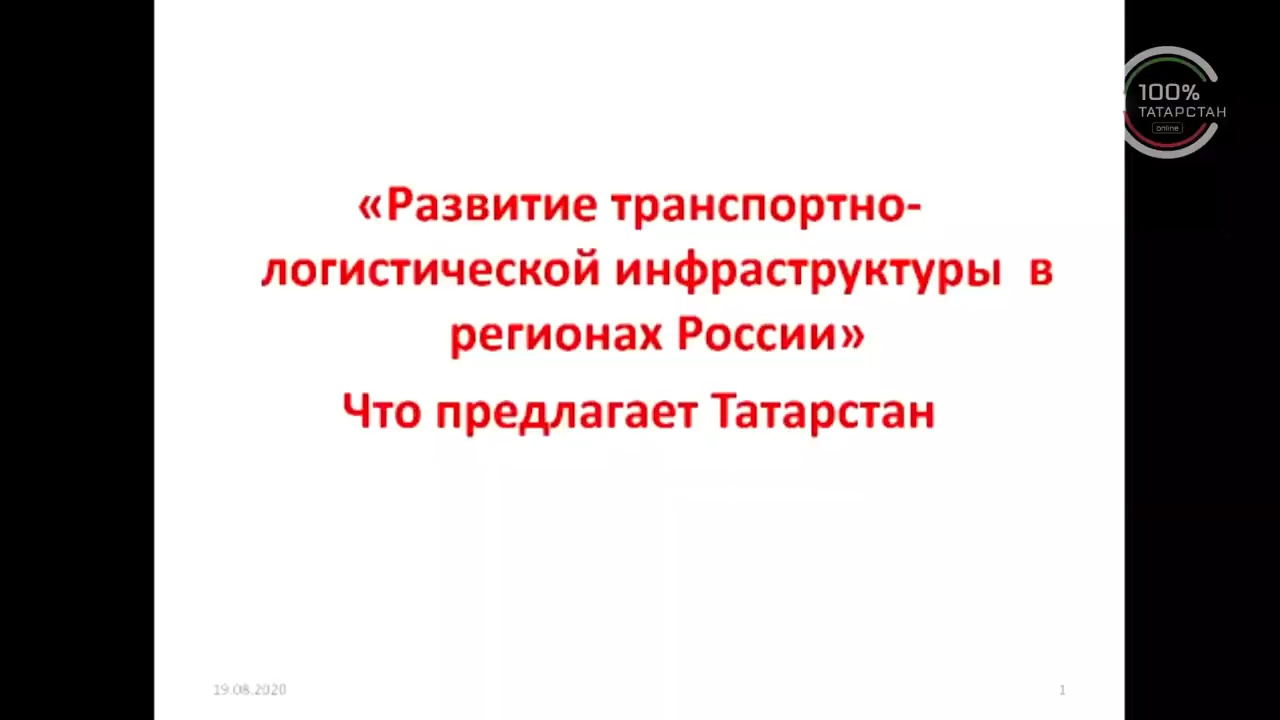 100%
ТАТАРСТАН
online
«Развитие транспортно-
логистической инфраструктуры в
регионах России»
Что предлагает Татарстан
19.08.2020
1